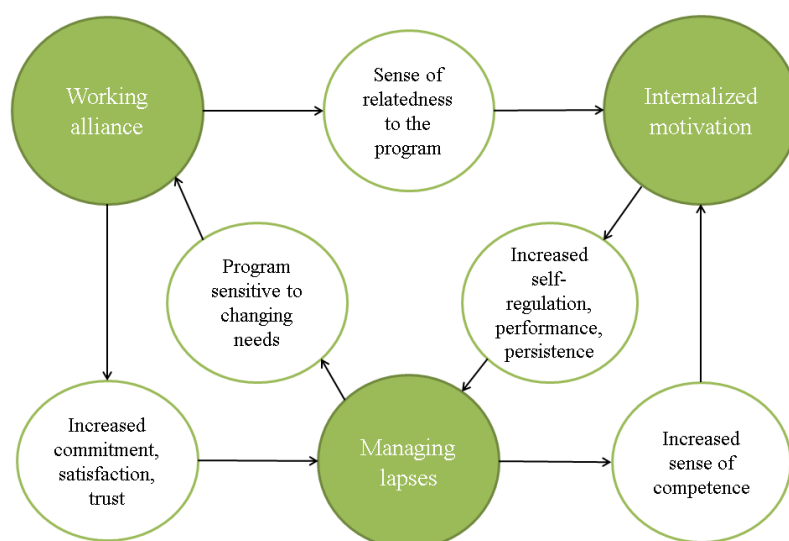 Working
alliance
Sense of
relatedness
to the
program
Internalized
motivation
Program
sensitive to
changing
needs
Increased
self-
regulation,
performance,
persistence
Increased
commitment,
satisfaction,
trust
Managing
lapses
Increased
sense of
competence